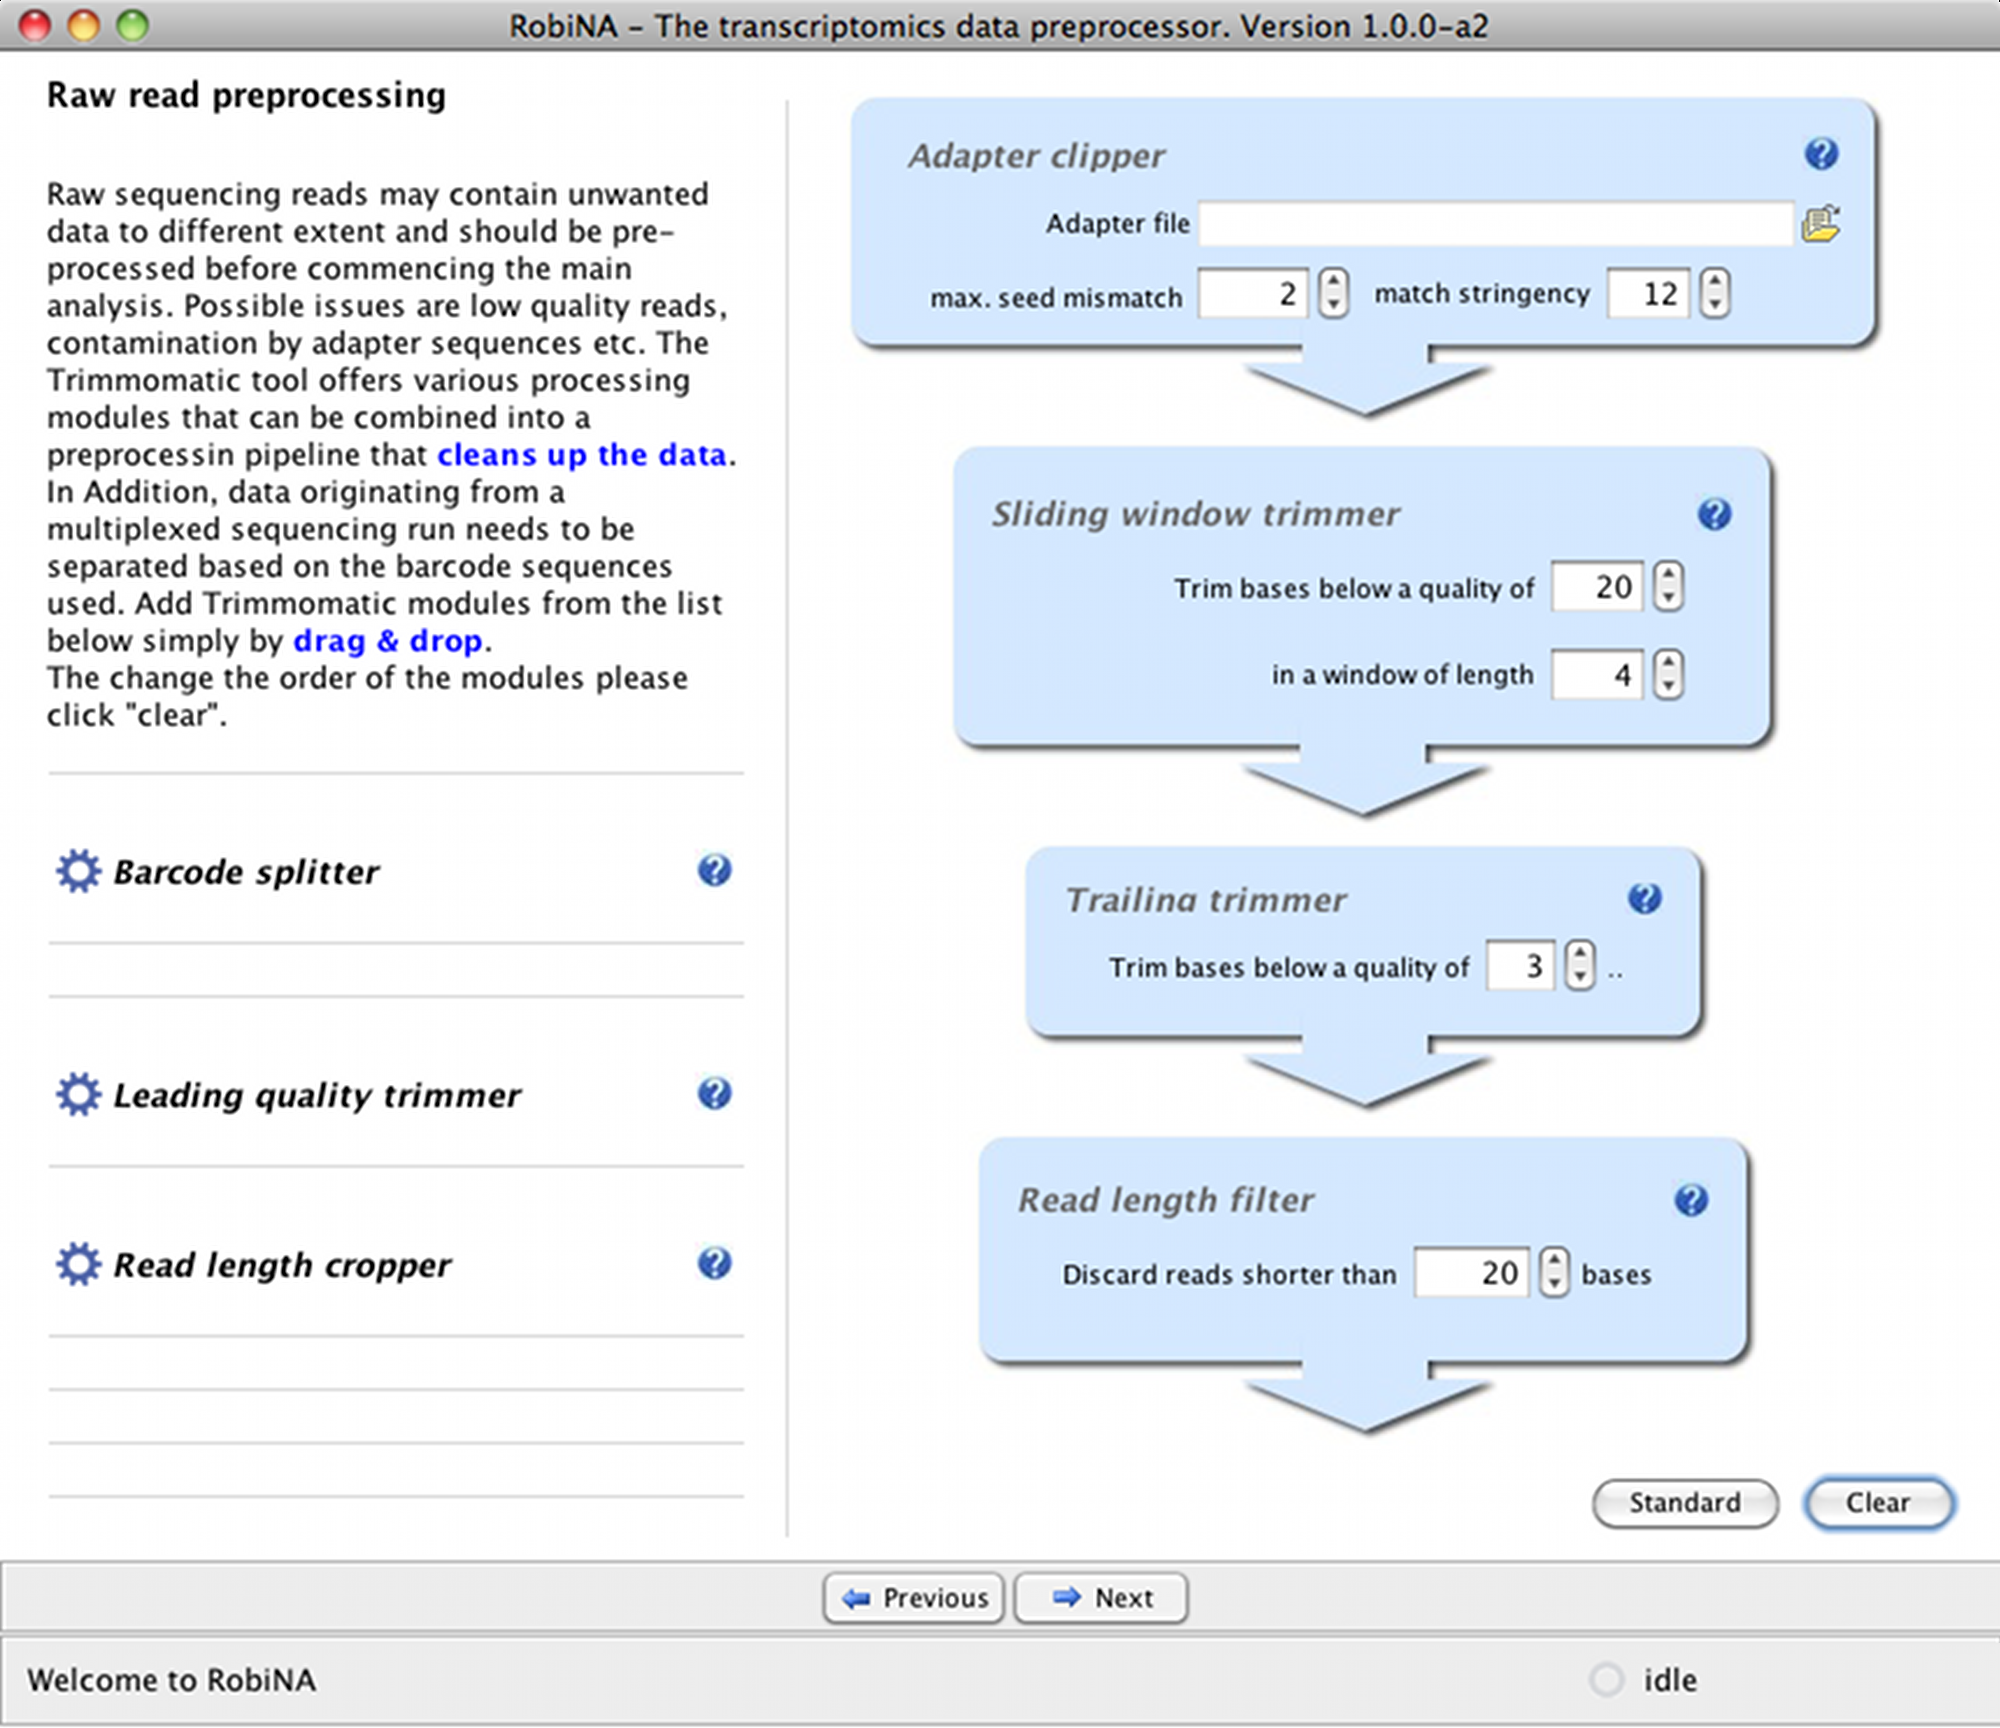 RobiNA – The transcriptomics data preprocessor. Version 1.0.0-a2
Raw read preprocessing
Raw sequencing reads may contain unwanted
data to different extent and should be pre-
processed before commencing the main
analysis. Possible issues are low quality reads,
contamination by adapter sequences etc. The
Trimmomatic tool offers various processing
modules that can be combined into a
preprocessin pipeline that cleans up the data.
In Addition, data originating from a
multiplexed sequencing run needs to be
separated based on the barcode sequences
used. Add Trimmomatic modules from the list
below simply by drag & drop.
The change the order of the modules please
click "clear".
Barcode splitter
Leading quality trimmer
Read length cropper
Adapter clipper
Adapter file
max. seed mismatch 2 match stringency 12
Sliding window trimmer
Trim bases below a quality of 20
in a window of length 4
Trailing trimmer
Trim bases below a quality of 3 ..
Read length filter
Discard reads shorter than 20 bases
Standard Clear
Previous Next
Welcome to RobiNA idle